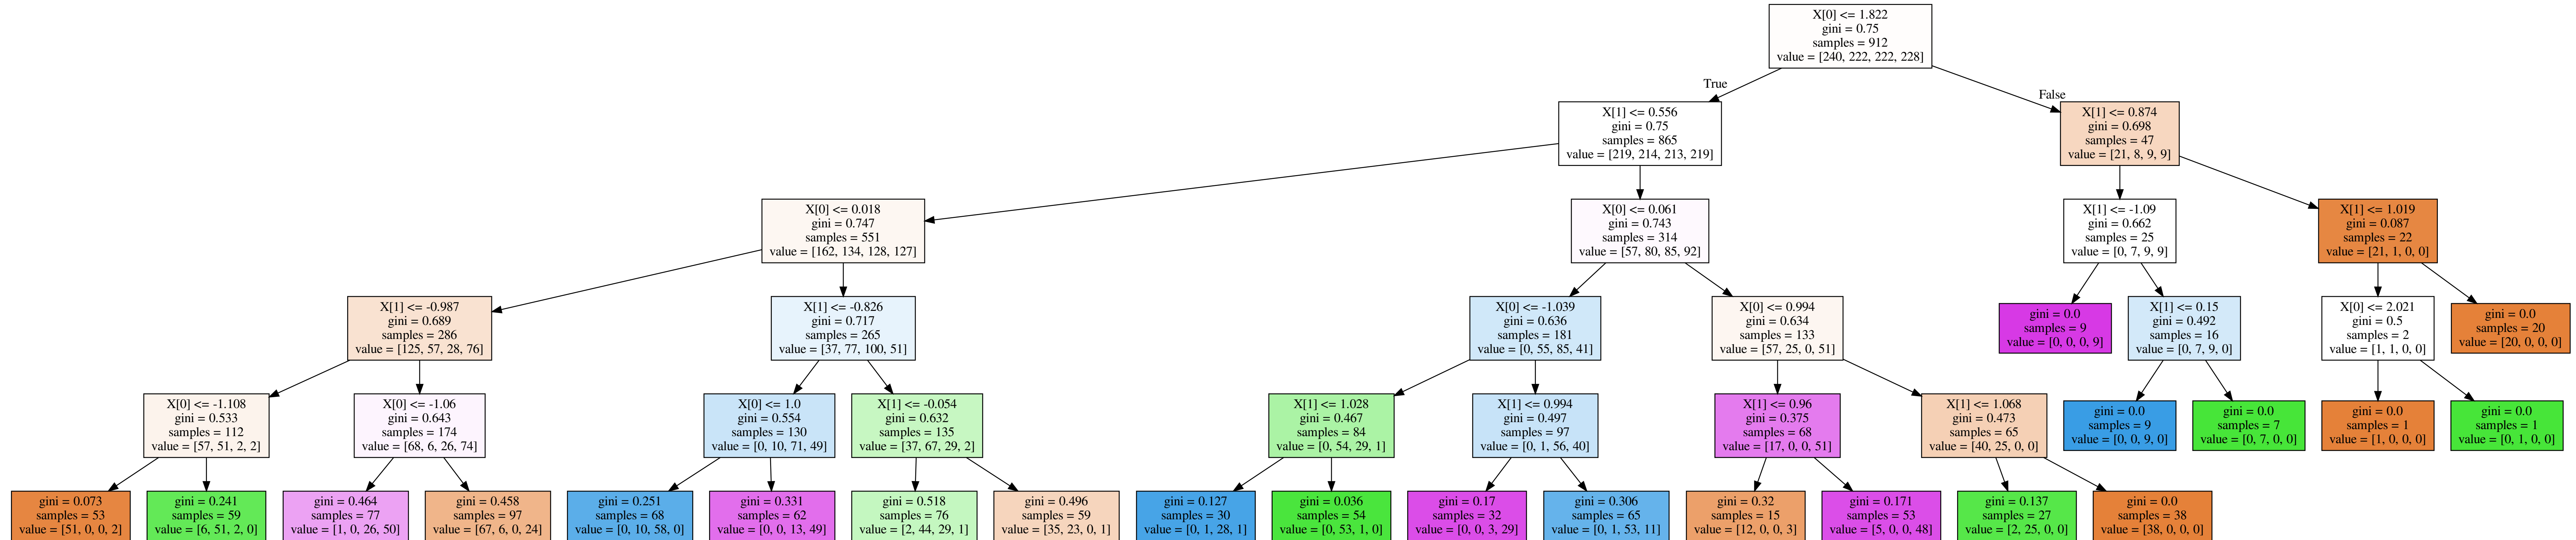 X[0] <= 1.822
gini = 0.75
samples = 912
value = [240, 222, 222, 228]
True
False
X[1] <= 0.556
gini = 0.75
samples = 865
value = [219, 214, 213, 219]
X[1] <= 0.874
gini = 0.698
samples = 47
value = [21, 8, 9, 9]
X[0] <= 0.018
gini = 0.747
samples = 551
value = [162, 134, 128, 127]
X[0] <= 0.061
gini = 0.743
samples = 314
value = [57, 80, 85, 92]
X[1] <= -1.09
gini = 0.662
samples = 25
value = [0, 7, 9, 9]
X[1] <= 1.019
gini = 0.087
samples = 22
value = [21, 1, 0, 0]
X[1] <= -0.987
gini = 0.689
samples = 286
value = [125, 57, 28, 76]
X[1] <= -0.826
gini = 0.717
samples = 265
value = [37, 77, 100, 51]
X[0] <= -1.039
gini = 0.636
samples = 181
value = [0, 55, 85, 41]
X[0] <= 0.994
gini = 0.634
samples = 133
value = [57, 25, 0, 51]
gini = 0.0
samples = 9
value = [0, 0, 0, 9]
X[1] <= 0.15
gini = 0.492
samples = 16
value = [0, 7, 9, 0]
X[0] <= 2.021
gini = 0.5
samples = 2
value = [1, 1, 0, 0]
gini = 0.0
samples = 20
value = [20, 0, 0, 0]
X[0] <= -1.108
gini = 0.533
samples = 112
value = [57, 51, 2, 2]
X[0] <= -1.06
gini = 0.643
samples = 174
value = [68, 6, 26, 74]
X[0] <= 1.0
gini = 0.554
samples = 130
value = [0, 10, 71, 49]
X[1] <= -0.054
gini = 0.632
samples = 135
value = [37, 67, 29, 2]
X[1] <= 1.028
gini = 0.467
samples = 84
value = [0, 54, 29, 1]
X[1] <= 0.994
gini = 0.497
samples = 97
value = [0, 1, 56, 40]
X[1] <= 0.96
gini = 0.375
samples = 68
value = [17, 0, 0, 51]
X[1] <= 1.068
gini = 0.473
samples = 65
value = [40, 25, 0, 0]
gini = 0.0
samples = 9
value = [0, 0, 9, 0]
gini = 0.0
samples = 7
value = [0, 7, 0, 0]
gini = 0.0
samples = 1
value = [1, 0, 0, 0]
gini = 0.0
samples = 1
value = [0, 1, 0, 0]
gini = 0.073
samples = 53
value = [51, 0, 0, 2]
gini = 0.241
samples = 59
value = [6, 51, 2, 0]
gini = 0.464
samples = 77
value = [1, 0, 26, 50]
gini = 0.458
samples = 97
value = [67, 6, 0, 24]
gini = 0.251
samples = 68
value = [0, 10, 58, 0]
gini = 0.331
samples = 62
value = [0, 0, 13, 49]
gini = 0.518
samples = 76
value = [2, 44, 29, 1]
gini = 0.496
samples = 59
value = [35, 23, 0, 1]
gini = 0.127
samples = 30
value = [0, 1, 28, 1]
gini = 0.036
samples = 54
value = [0, 53, 1, 0]
gini = 0.17
samples = 32
value = [0, 0, 3, 29]
gini = 0.306
samples = 65
value = [0, 1, 53, 11]
gini = 0.32
samples = 15
value = [12, 0, 0, 3]
gini = 0.171
samples = 53
value = [5, 0, 0, 48]
gini = 0.137
samples = 27
value = [2, 25, 0, 0]
gini = 0.0
samples = 38
value = [38, 0, 0, 0]